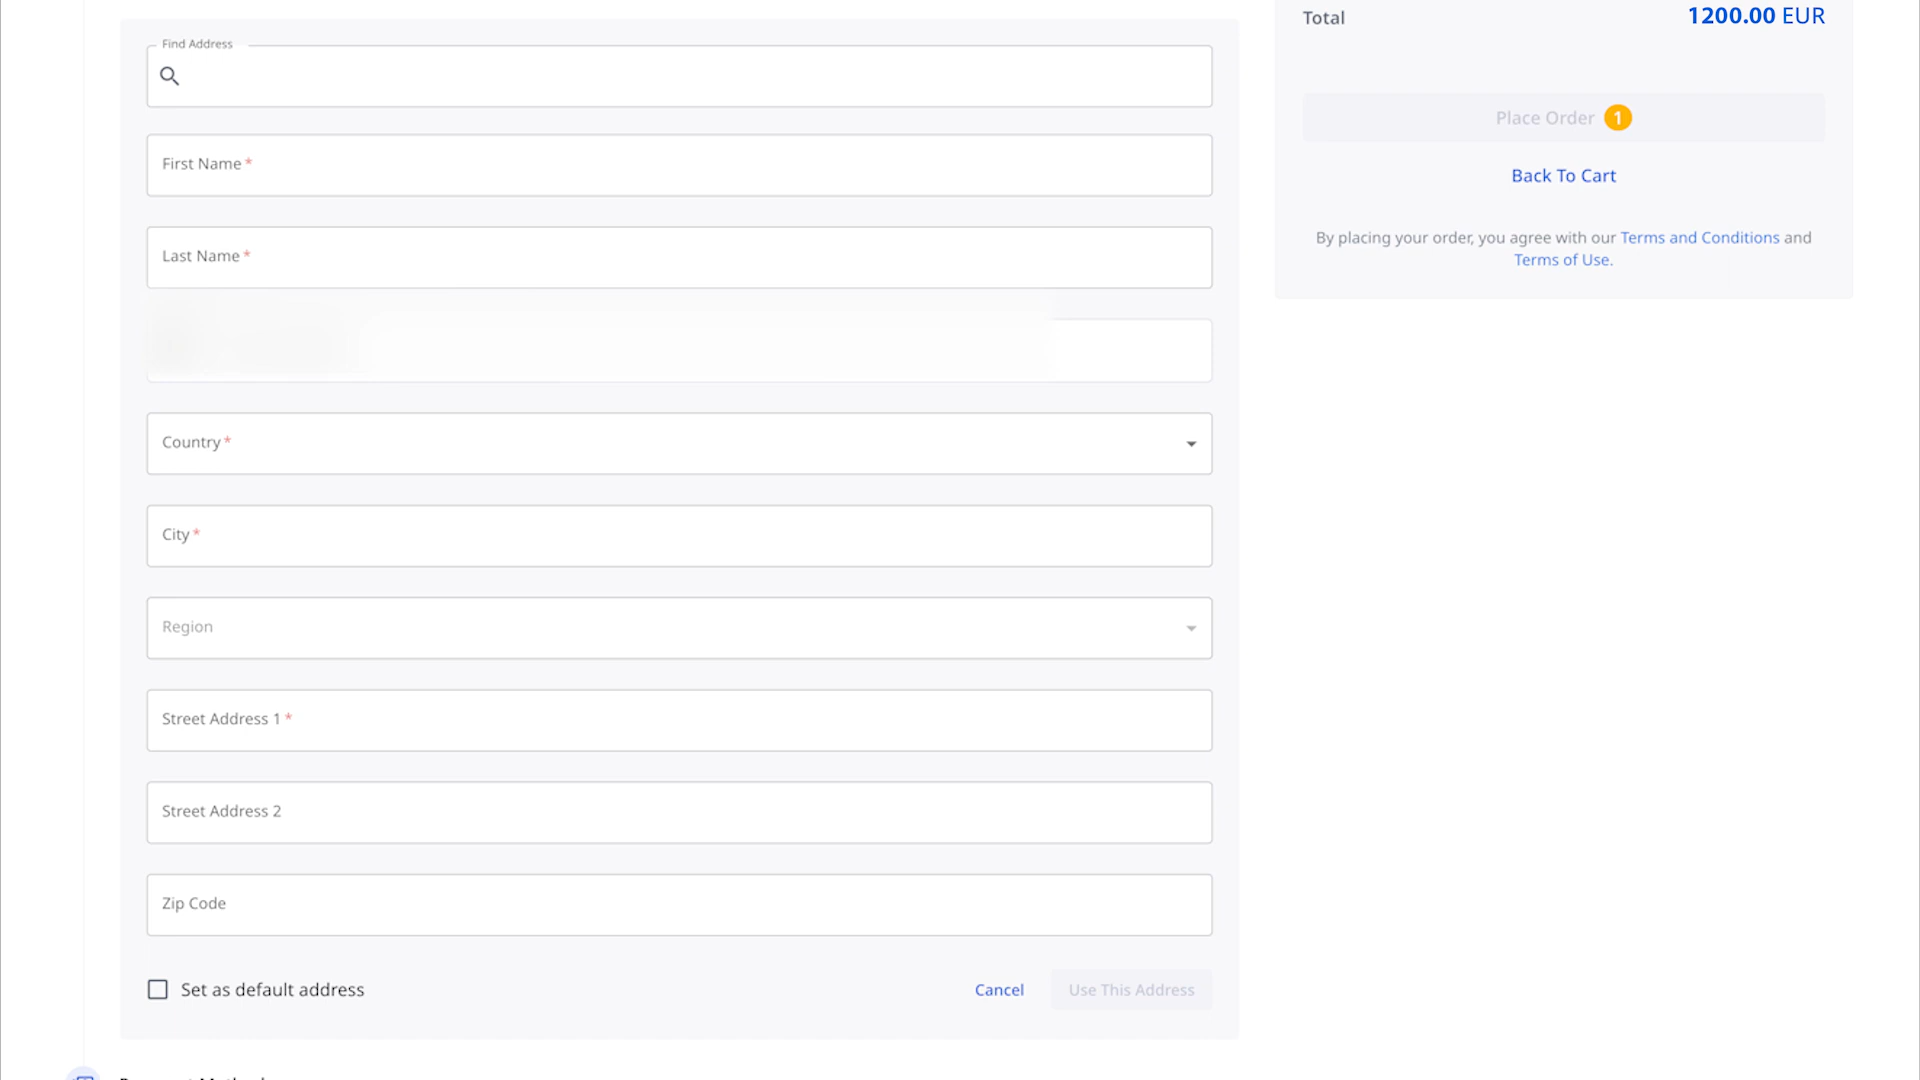 Find Address
First Name *
Last Name *
Country *
City *
Region
Street Address 1 *
Street Address 2
Zip Code
Set as default address
Cancel
Use This Address
Total
1200.00 EUR
Place Order 1
Back To Cart
By placing your order, you agree with our Terms and Conditions and
Terms of Use.